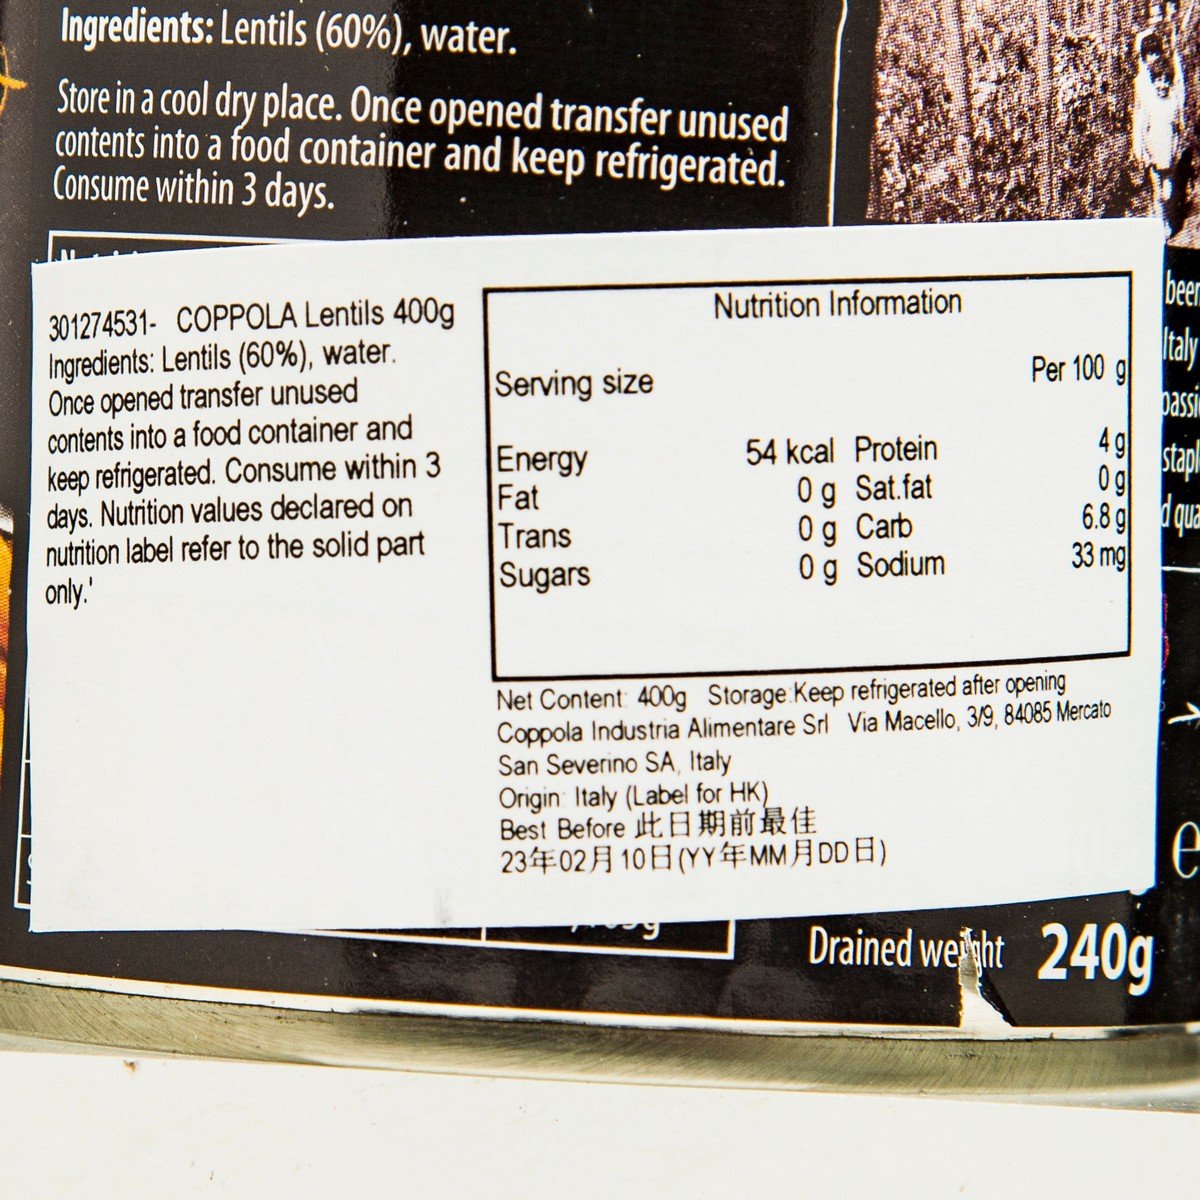 Ingredients: Lentils (60%), water.
Store in a cool dry place. Once opened transfer unused
contents into a food container and keep refrigerated.
Consume within 3 days.
301274531- COPPOLA Lentils 400g
Ingredients: Lentils (60%), water.
Once opened transfer unused
contents into a food container and
keep refrigerated. Consume within 3
days. Nutrition values declared on
nutrition label refer to the solid part
only.'
Nutrition Information
Serving size Per 100 g
Energy 54 kcal Protein 4 g
Fat 0 g Sat.fat 0 g
Trans 0 g Carb 6.8 g
Sugars 0 g Sodium 33 mg
Net Content: 400g Storage:Keep refrigerated after opening
Coppola Industria Alimentare Srl Via Macello, 3/9, 84085 Mercato
San Severino SA, Italy
Origin: Italy (Label for HK)
Best Before 此日期前最佳
23年02月10日(YY年MM月DD日)
Italy
Drained weight 240g
e